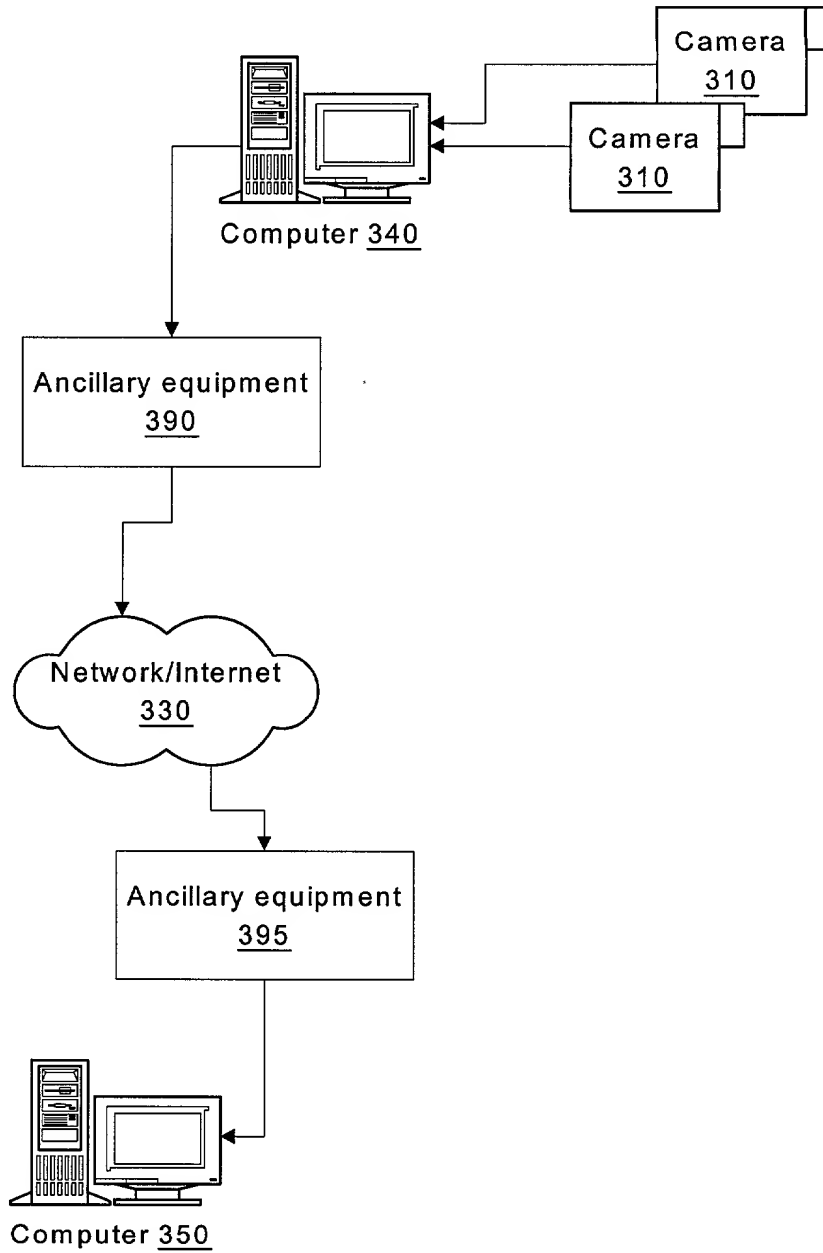 Camera
310
Camera
310
Computer 340
Ancillary equipment
390
Network/Internet
330
Ancillary equipment
395
Computer 350